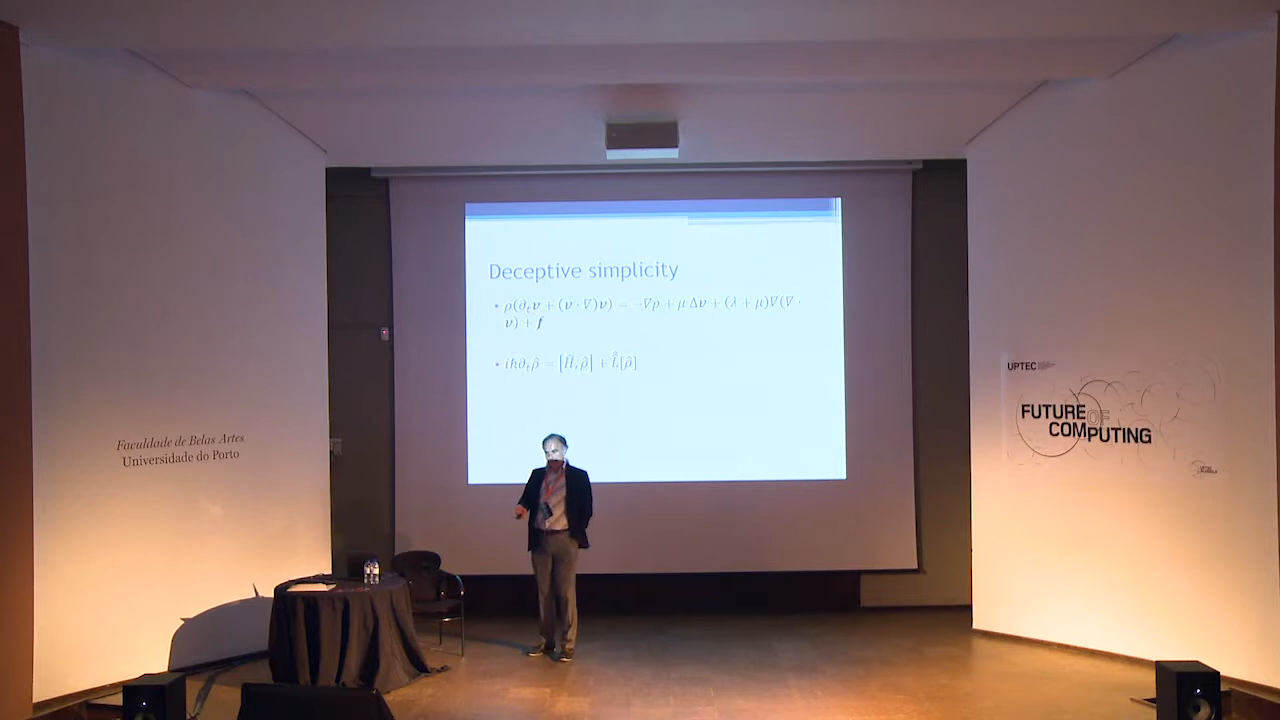 Deceptive simplicity
• ρ(∂ₜ𝒗 + (𝒗 · ∇)𝒗) = −∇p + μ Δ𝒗 + (λ + μ)∇(∇ ·
𝒗) + 𝒇
• iℏ∂ₜρ̂ = [Ĥ, ρ̂] + L̂̂[ρ̂]
Faculdade de Belas Artes
Universidade do Porto
UPTEC
FUTURE OF
COMPUTING